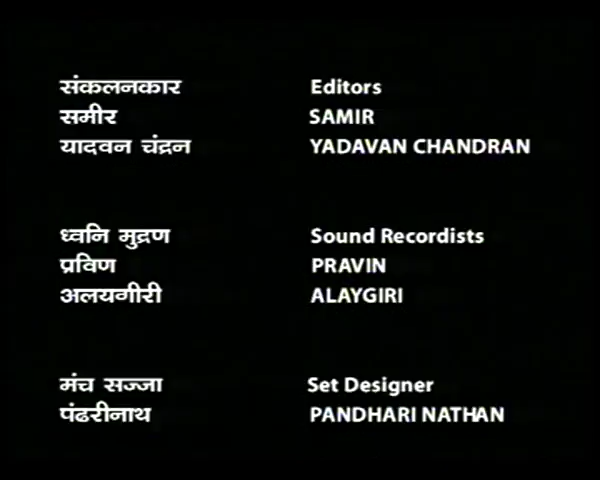 संकलनकार Editors
समीर SAMIR
यादवन चंद्रन YADAVAN CHANDRAN
ध्वनि मुद्रण Sound Recordists
प्रविण PRAVIN
अलयगीरी ALAYGIRI
मंच सज्जा Set Designer
पंढरीनाथ PANDHARI NATHAN